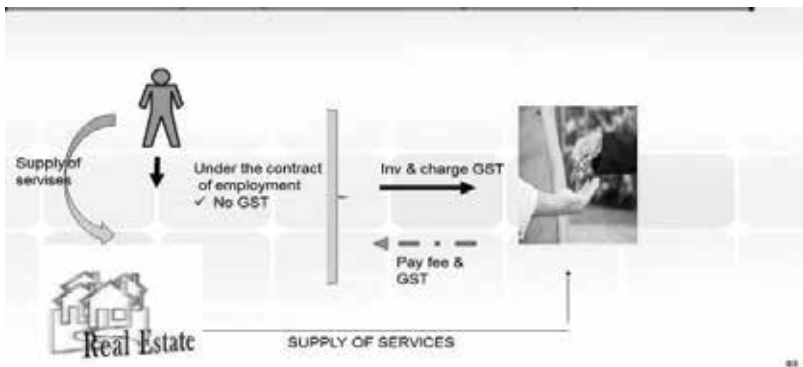 Supply of
servises
Under the contract
of employment
✓ No GST
Inv & charge GST
Pay fee &
GST
Real Estate
SUPPLY OF SERVICES